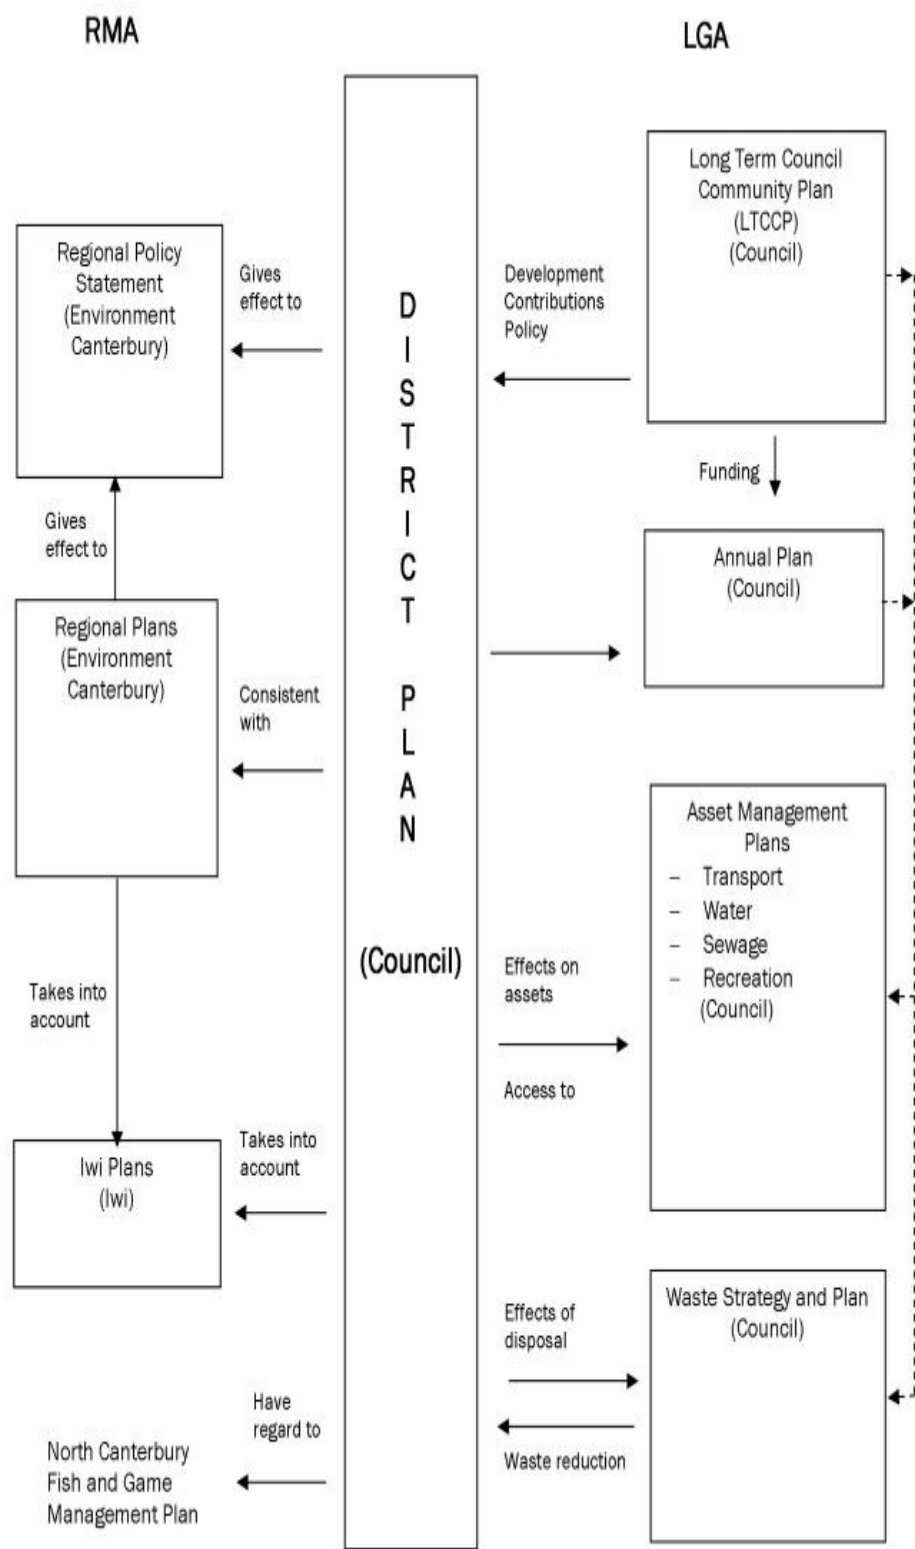 RMA
LGA
Long Term Council
Community Plan
(LTCCP)
(Council)
Regional Policy
Statement
(Environment
Canterbury)
Gives
effect to
D
I
S
T
R
I
C
T
P
L
A
N
(Council)
Development
Contributions
Policy
Funding
Gives
effect to
Annual Plan
(Council)
Regional Plans
(Environment
Canterbury)
Consistent
with
Asset Management
Plans
– Transport
– Water
– Sewage
– Recreation
(Council)
Effects on
assets
Access to
Takes into
account
Iwi Plans
(Iwi)
Takes into
account
Waste Strategy and Plan
(Council)
Effects of
disposal
Waste reduction
Have
regard to
North Canterbury
Fish and Game
Management Plan